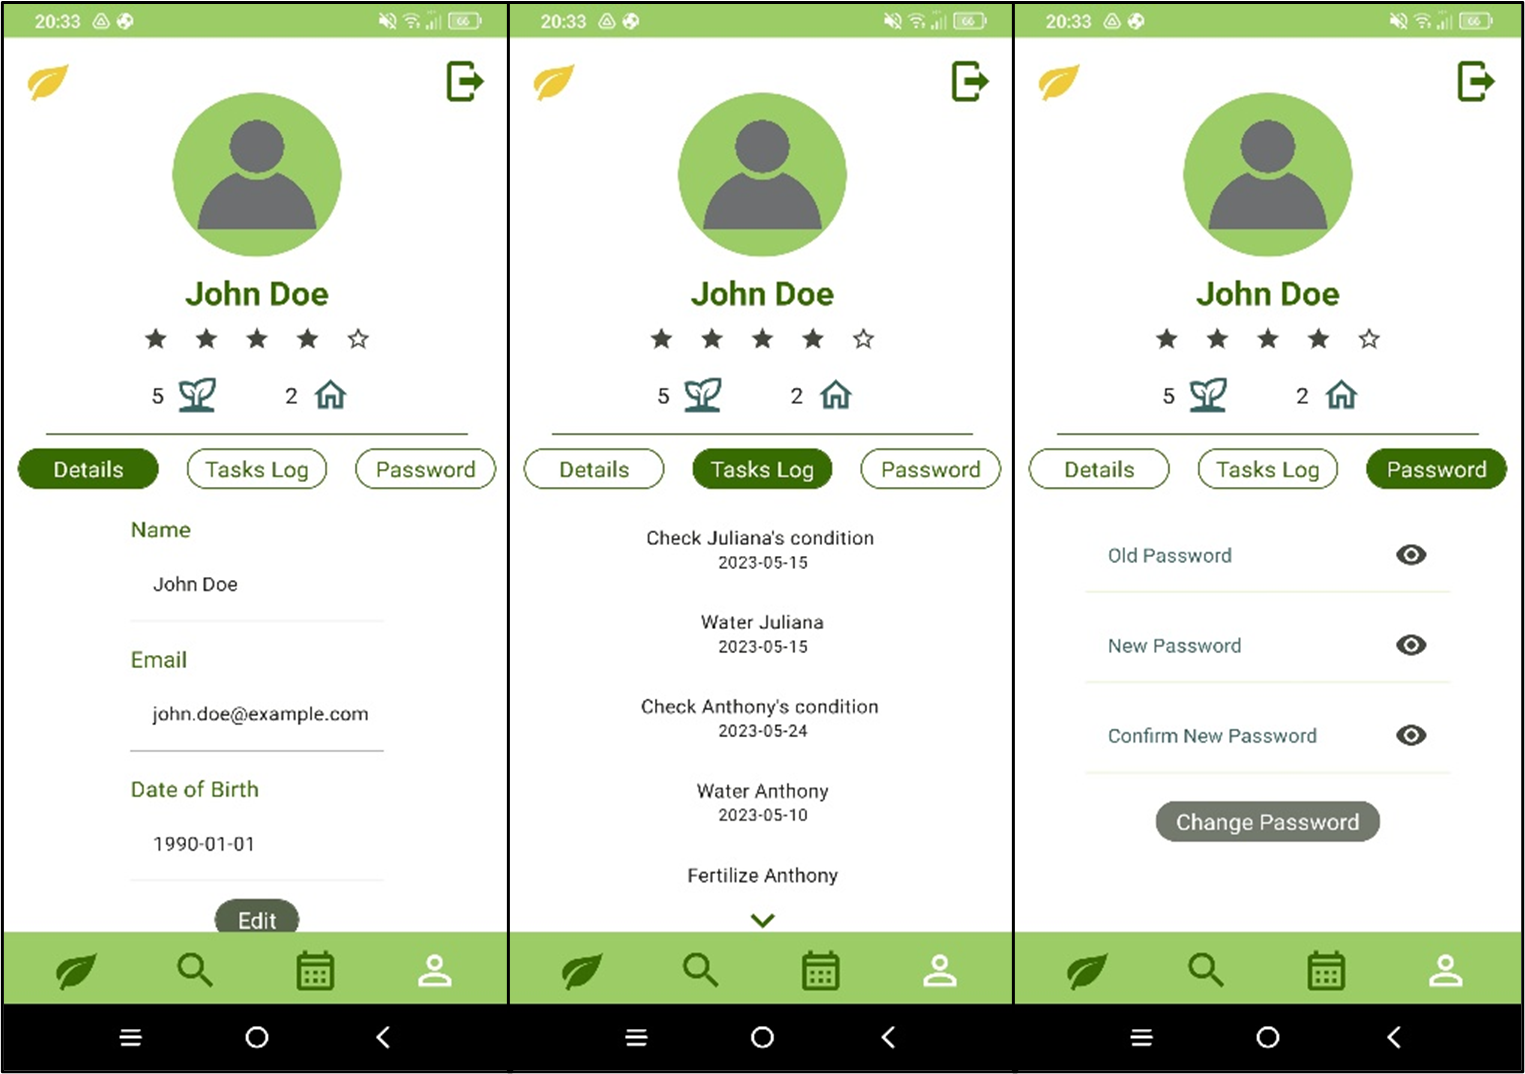 20:33
66
John Doe
5
2
Details
Tasks Log
Password
Name
John Doe
Email
john.doe@example.com
Date of Birth
1990-01-01
Edit
20:33
66
John Doe
5
2
Details
Tasks Log
Password
Check Juliana's condition
2023-05-15
Water Juliana
2023-05-15
Check Anthony's condition
2023-05-24
Water Anthony
2023-05-10
Fertilize Anthony
20:33
66
John Doe
5
2
Details
Tasks Log
Password
Old Password
New Password
Confirm New Password
Change Password